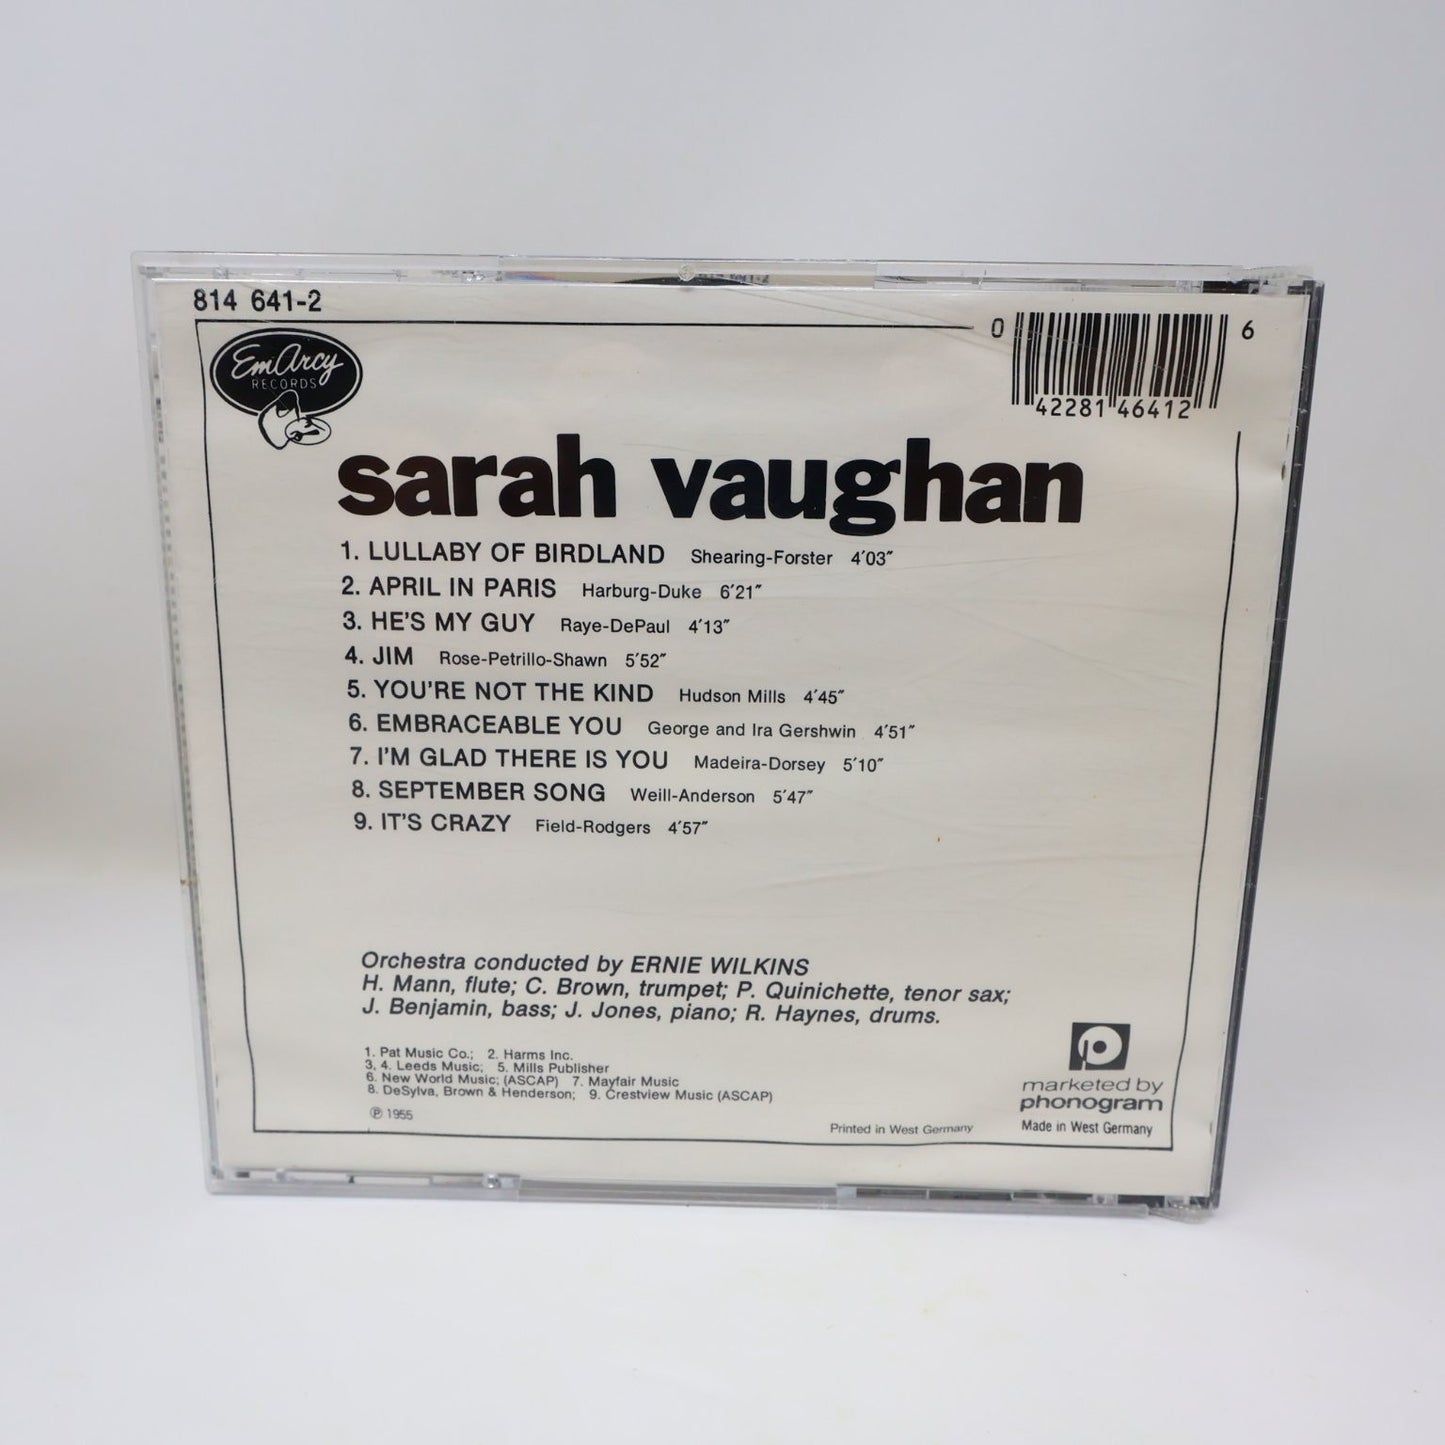 814 641-2
EmArcy
RECORDS
0 42281 46412 6
sarah vaughan
1. LULLABY OF BIRDLAND Shearing-Forster 4'03"
2. APRIL IN PARIS Harburg-Duke 6'21"
3. HE'S MY GUY Raye-DePaul 4'13"
4. JIM Rose-Petrillo-Shawn 5'52"
5. YOU'RE NOT THE KIND Hudson Mills 4'45"
6. EMBRACEABLE YOU George and Ira Gershwin 4'51"
7. I'M GLAD THERE IS YOU Madeira-Dorsey 5'10"
8. SEPTEMBER SONG Weill-Anderson 5'47"
9. IT'S CRAZY Field-Rodgers 4'57"
Orchestra conducted by ERNIE WILKINS
H. Mann, flute; C. Brown, trumpet; P. Quinichette, tenor sax;
J. Benjamin, bass; J. Jones, piano; R. Haynes, drums.
1. Pat Music Co.; 2. Harms Inc.
3, 4. Leeds Music; 5. Mills Publisher
6. New World Music; (ASCAP) 7. Mayfair Music
8. DeSylva, Brown & Henderson; 9. Crestview Music (ASCAP)
℗ 1955
Printed in West Germany
marketed by
phonogram
Made in West Germany